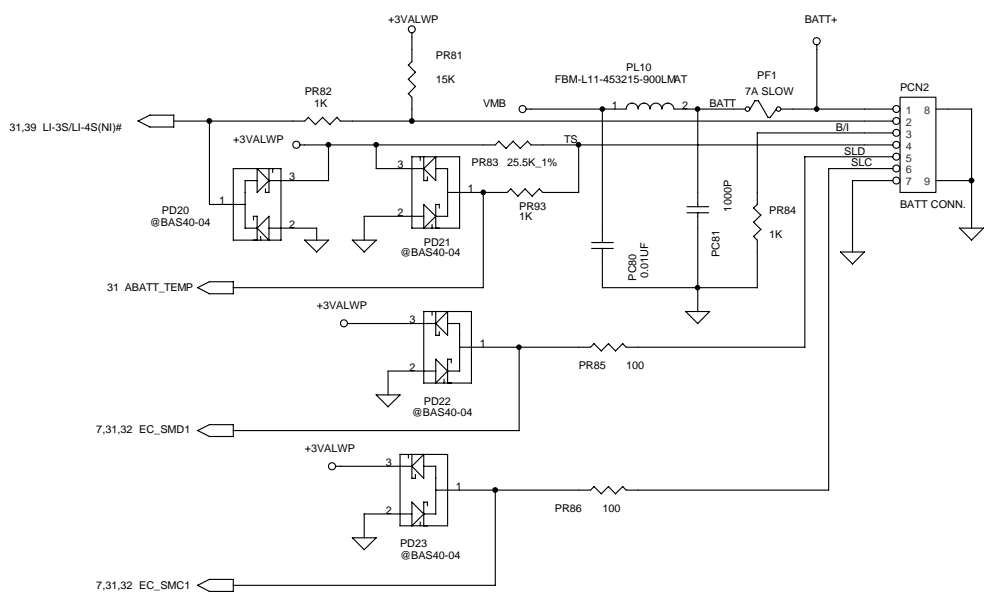 +3VALWP
BATT+
PR81
15K
PL10
FBM-L11-453215-900LMAT
PF1
7A SLOW
PCN2
PR82
1K
VMB
1
2
BATT
1
8
31,39 LI-3S/LI-4S(NI)#
2
B/I
3
+3VALWP
TS
4
SLD
5
3
3
PR83 25.5K_1%
SLC
6
1
1
7
9
2
2
PR93
1K
BATT CONN.
PD20
@BAS40-04
PD21
@BAS40-04
PC80
0.01UF
PC81
1000P
PR84
1K
31 ABATT_TEMP
+3VALWP
3
1
2
PR85
100
PD22
@BAS40-04
7,31,32 EC_SMD1
+3VALWP
3
1
2
PR86
100
PD23
@BAS40-04
7,31,32 EC_SMC1